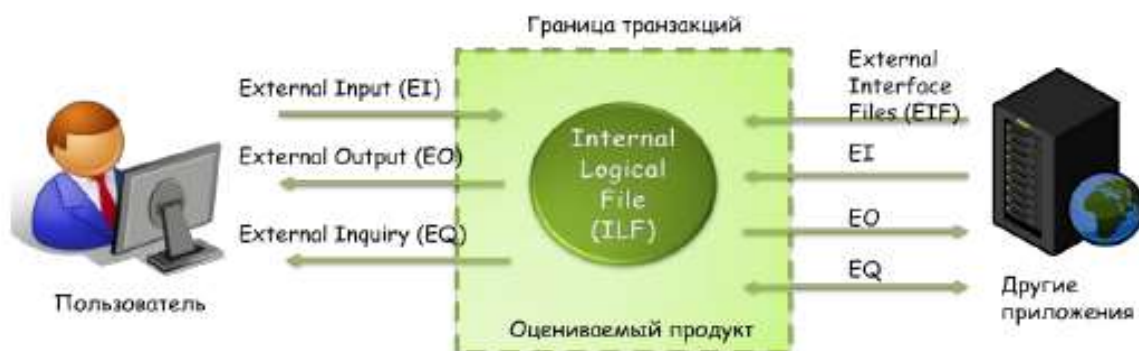 Граница транзакций
External Input (EI)
External Output (EO)
External Inquiry (EQ)
Пользователь
Internal
Logical
File
(ILF)
Оцениваемый продукт
External
Interface
Files (EIF)
EI
EO
EQ
Другие
приложения